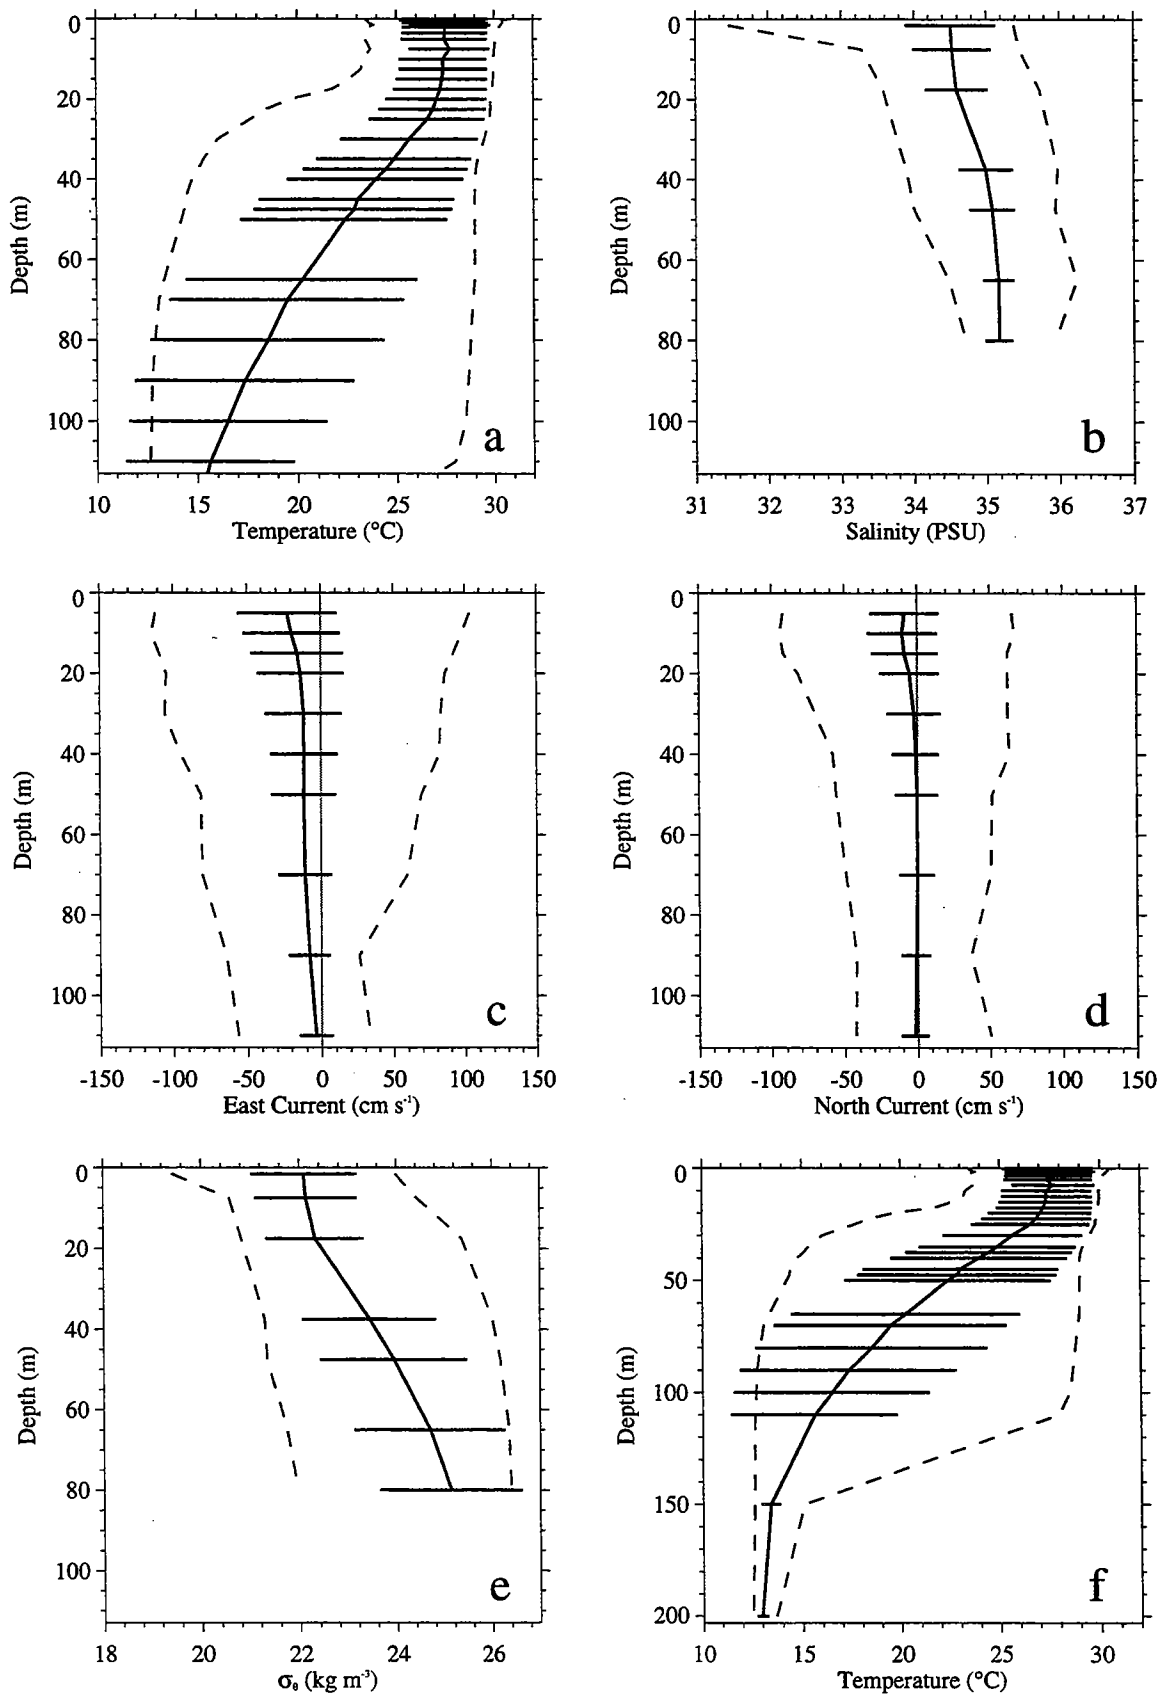 0
20
40
60
80
100
Depth (m)
10 15 20 25 30
Temperature (°C)
a
0
20
40
60
80
100
Depth (m)
31 32 33 34 35 36 37
Salinity (PSU)
b
0
20
40
60
80
100
Depth (m)
-150 -100 -50 0 50 100 150
East Current (cm s⁻¹)
c
0
20
40
60
80
100
Depth (m)
-150 -100 -50 0 50 100 150
North Current (cm s⁻¹)
d
0
20
40
60
80
100
Depth (m)
18 20 22 24 26
σθ (kg m⁻³)
e
0
50
100
150
200
Depth (m)
10 15 20 25 30
Temperature (°C)
f